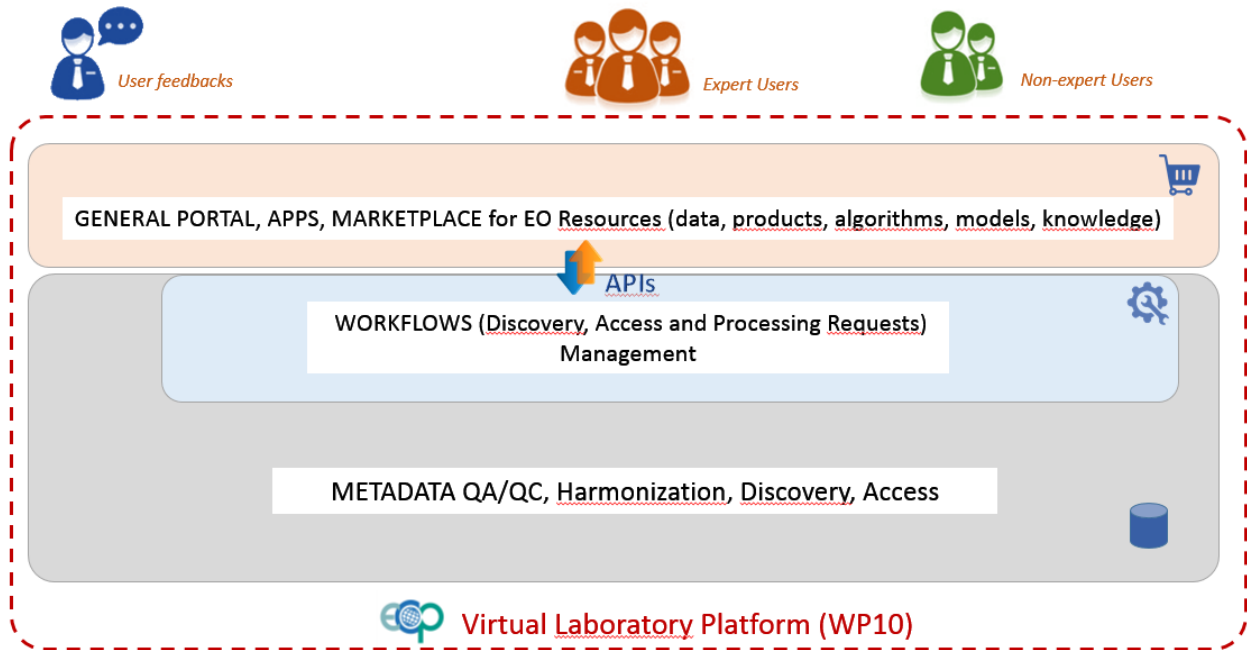 User feedbacks
Expert Users
Non-expert Users
GENERAL PORTAL, APPS, MARKETPLACE for EO Resources (data, products, algorithms, models, knowledge)
APIs
WORKFLOWS (Discovery, Access and Processing Requests)
Management
METADATA QA/QC, Harmonization, Discovery, Access
ecp Virtual Laboratory Platform (WP10)